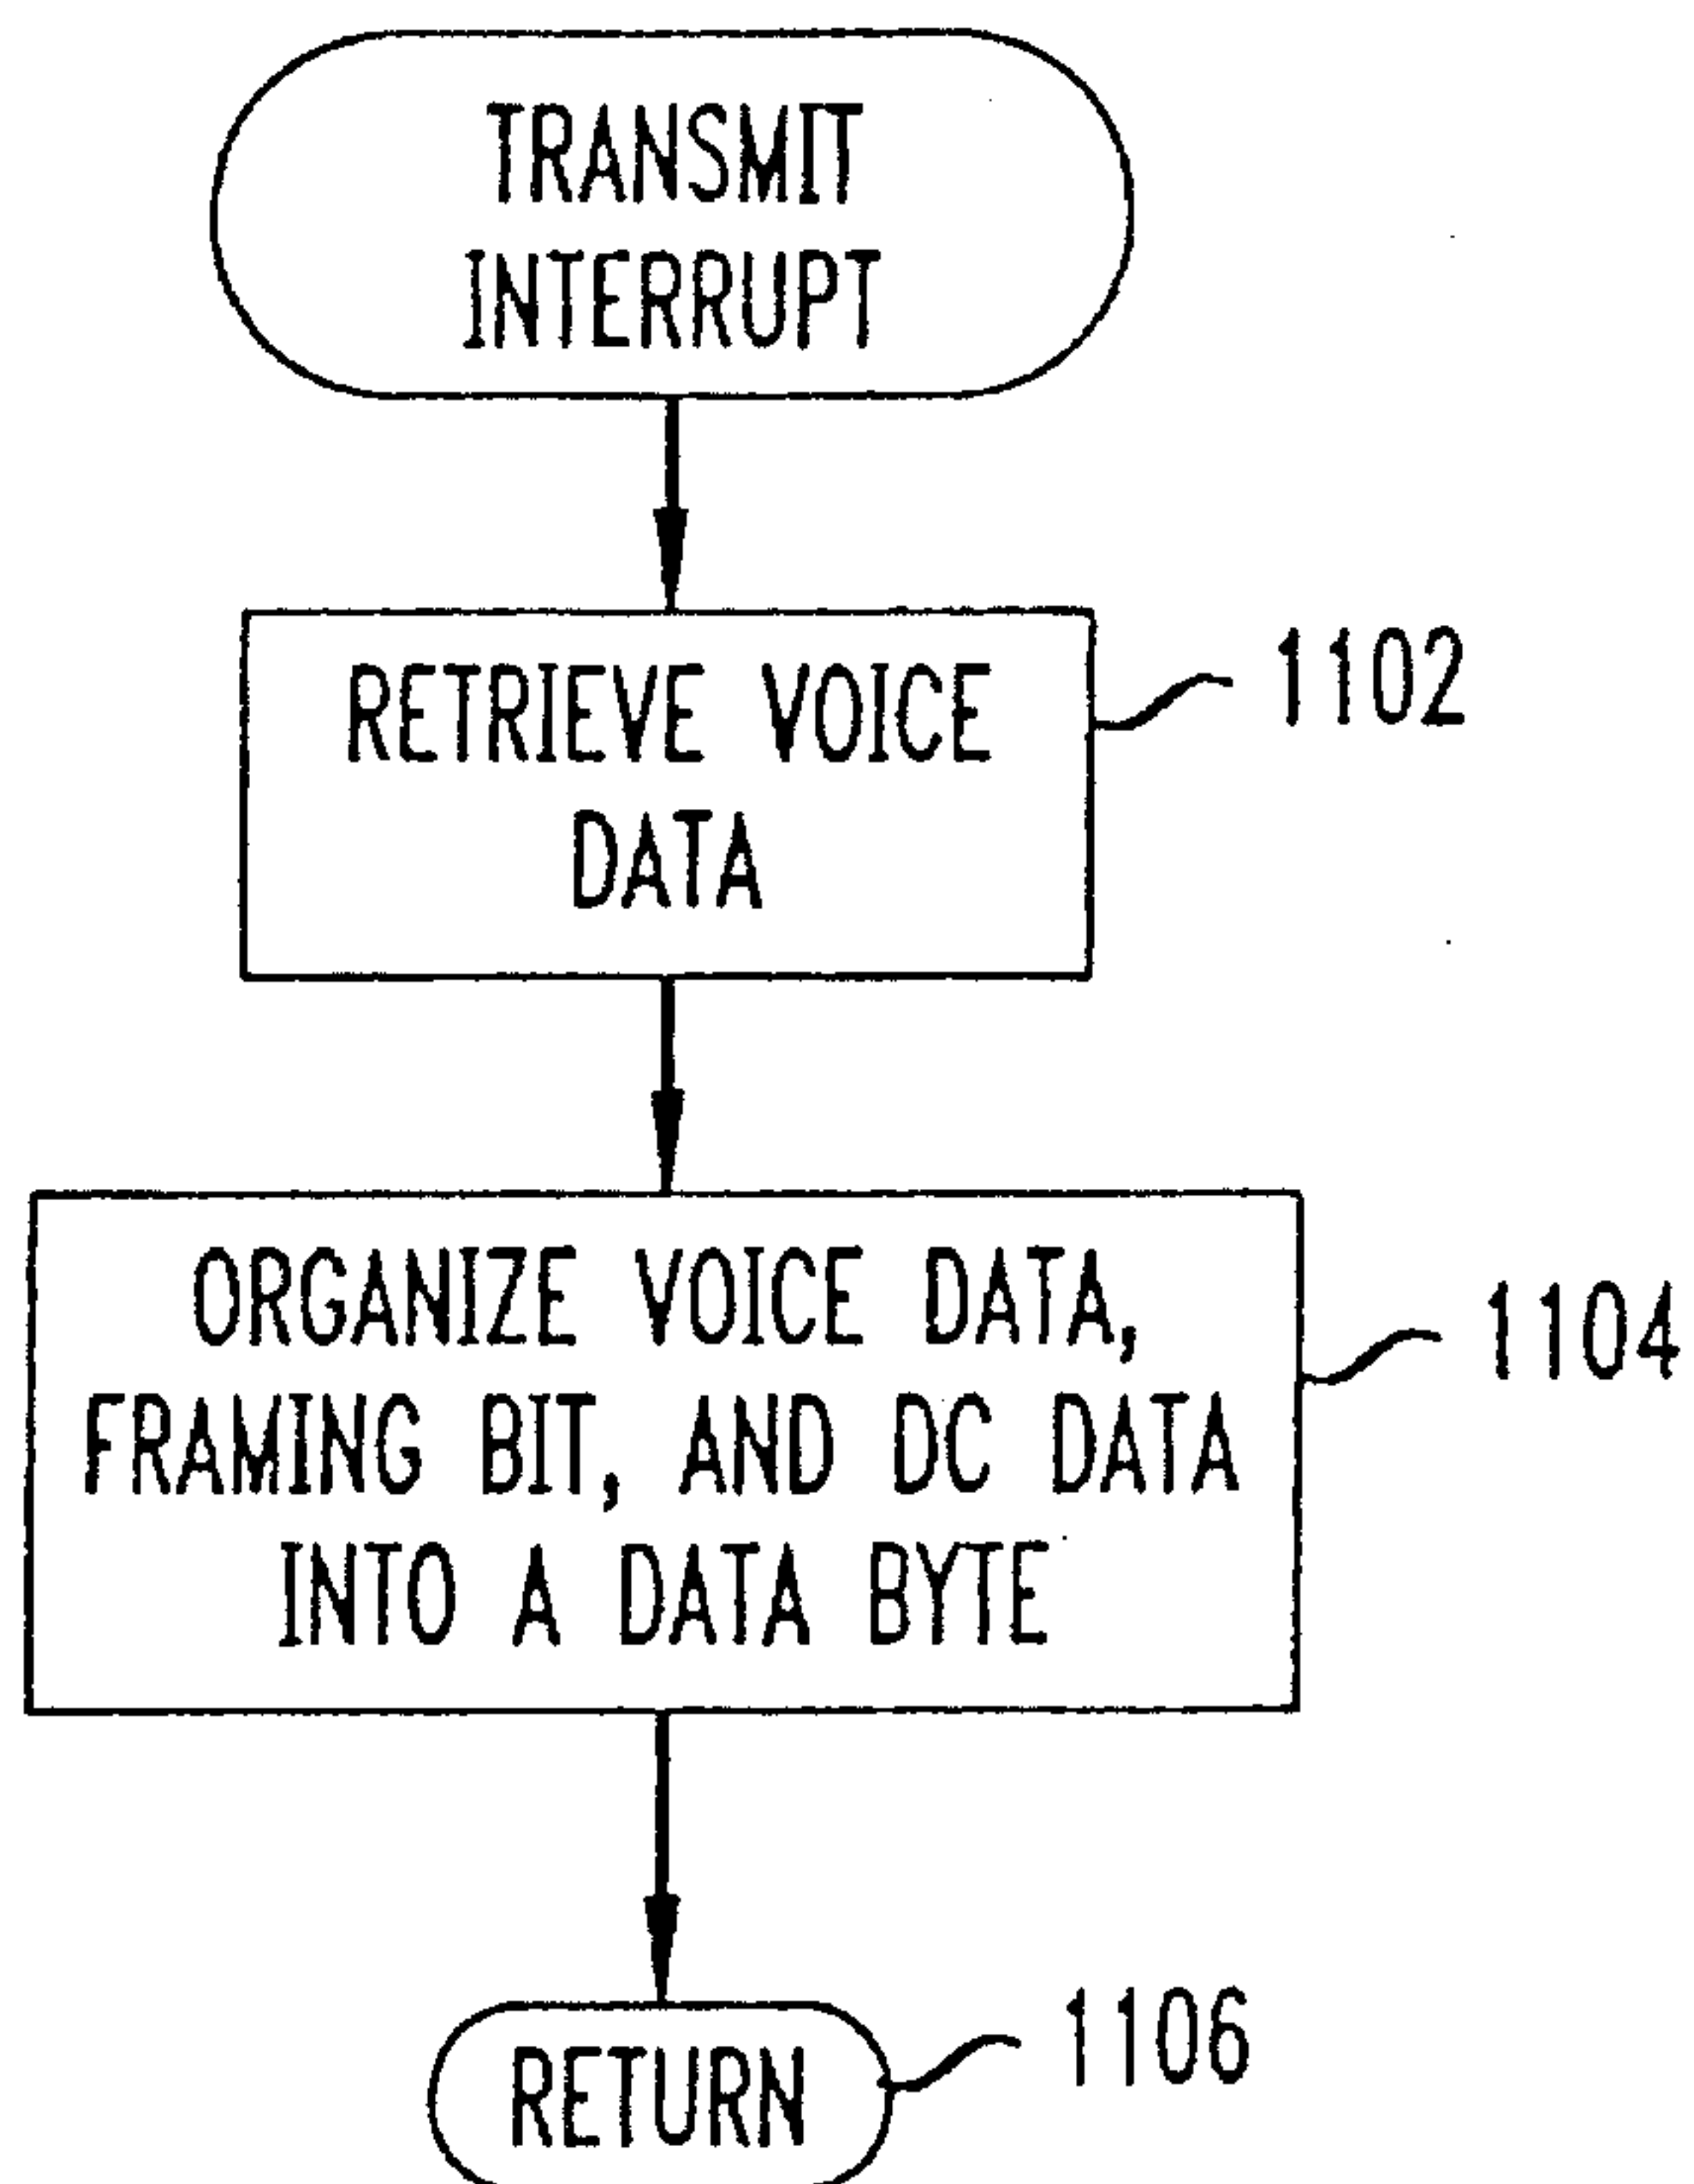 TRANSMIT
INTERRUPT
RETRIEVE VOICE
DATA
1102
ORGANIZE VOICE DATA,
FRAMING BIT, AND DC DATA
INTO A DATA BYTE
1104
RETURN
1106